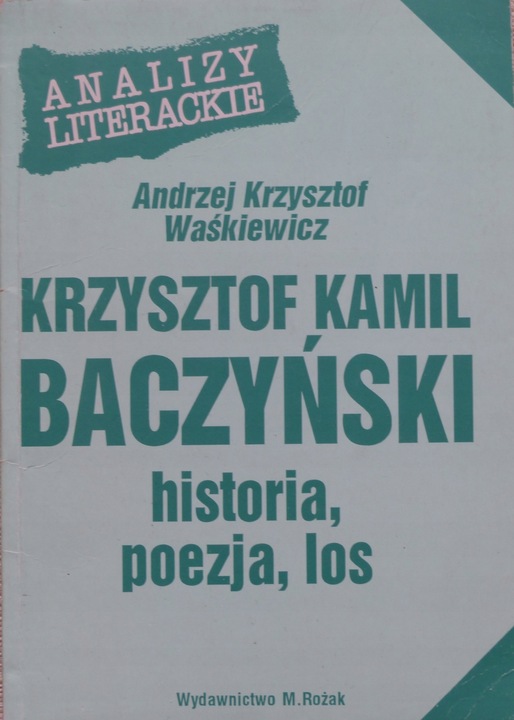 ANALIZY
LITERACKIE
Andrzej Krzysztof
Waśkiewicz
KRZYSZTOF KAMIL
BACZYŃSKI
historia,
poezja, los
Wydawnictwo M.Rożak